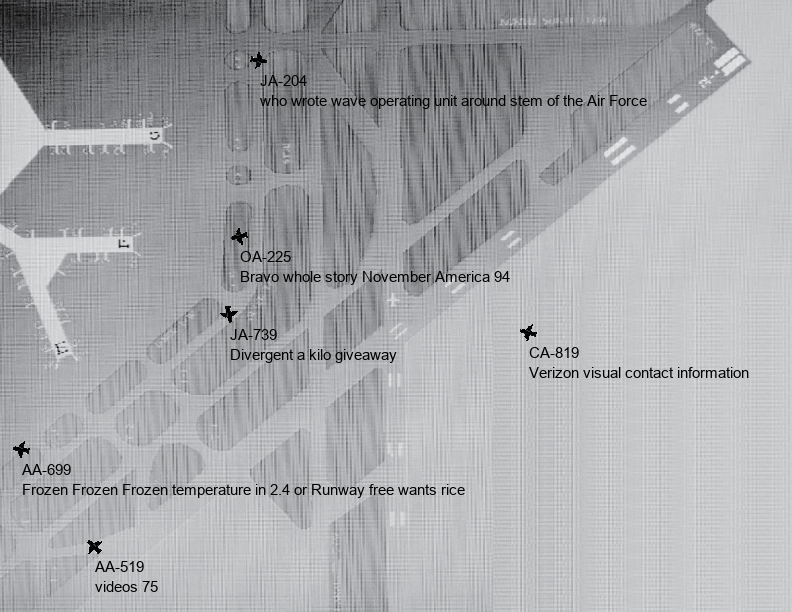 JA-204
who wrote wave operating unit around stem of the Air Force
OA-225
Bravo whole story November America 94
JA-739
Divergent a kilo giveaway
CA-819
Verizon visual contact information
AA-699
Frozen Frozen Frozen temperature in 2.4 or Runway free wants rice
AA-519
videos 75